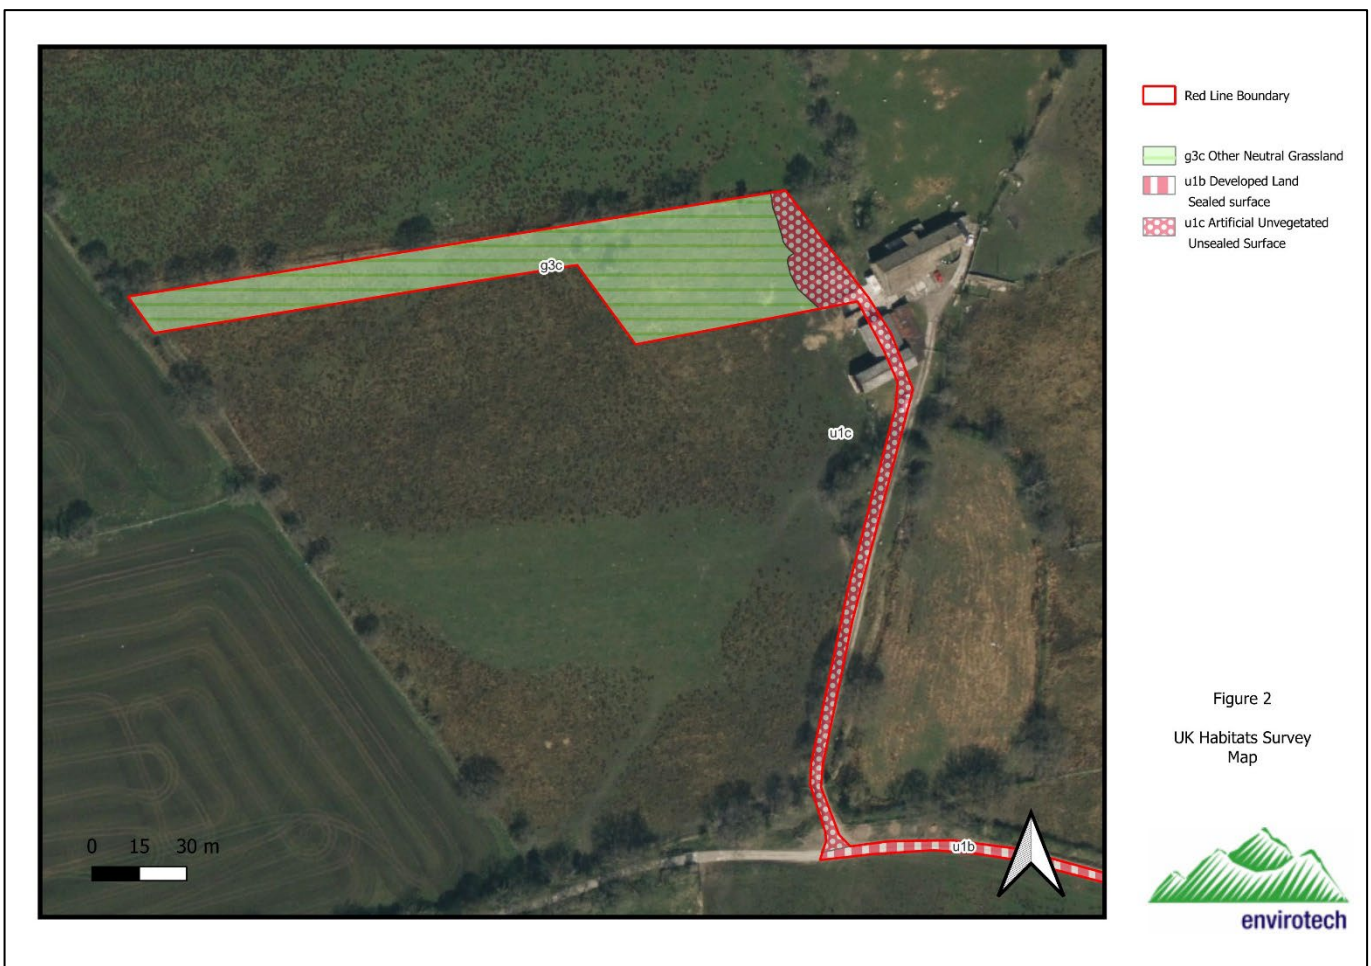 Red Line Boundary
g3c Other Neutral Grassland
u1b Developed Land
Sealed surface
u1c Artificial Unvegetated
Unsealed Surface
g3c
u1c
u1b
0 15 30 m
Figure 2
UK Habitats Survey
Map
envirotech